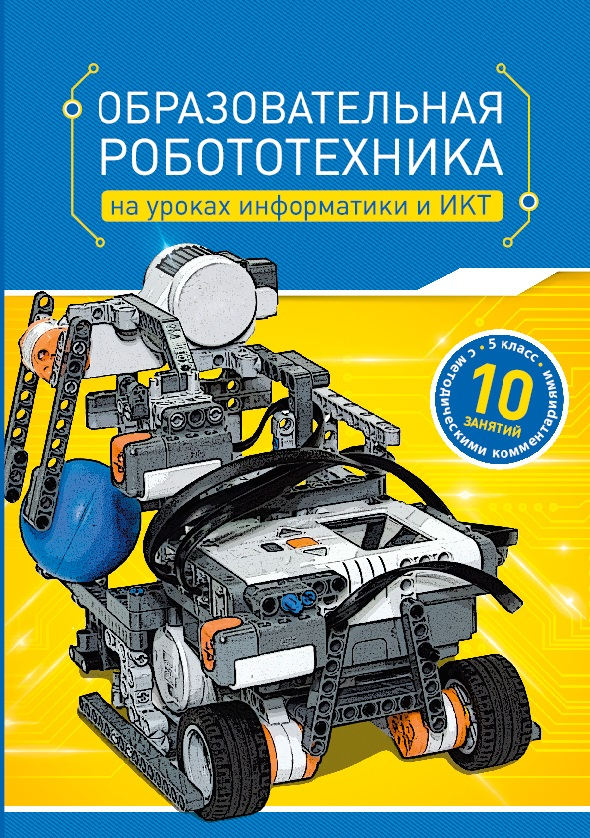 ОБРАЗОВАТЕЛЬНАЯ
РОБОТОТЕХНИКА
на уроках информатики и ИКТ
• 5 класс •
10
ЗАНЯТИЙ
с методическими комментариями